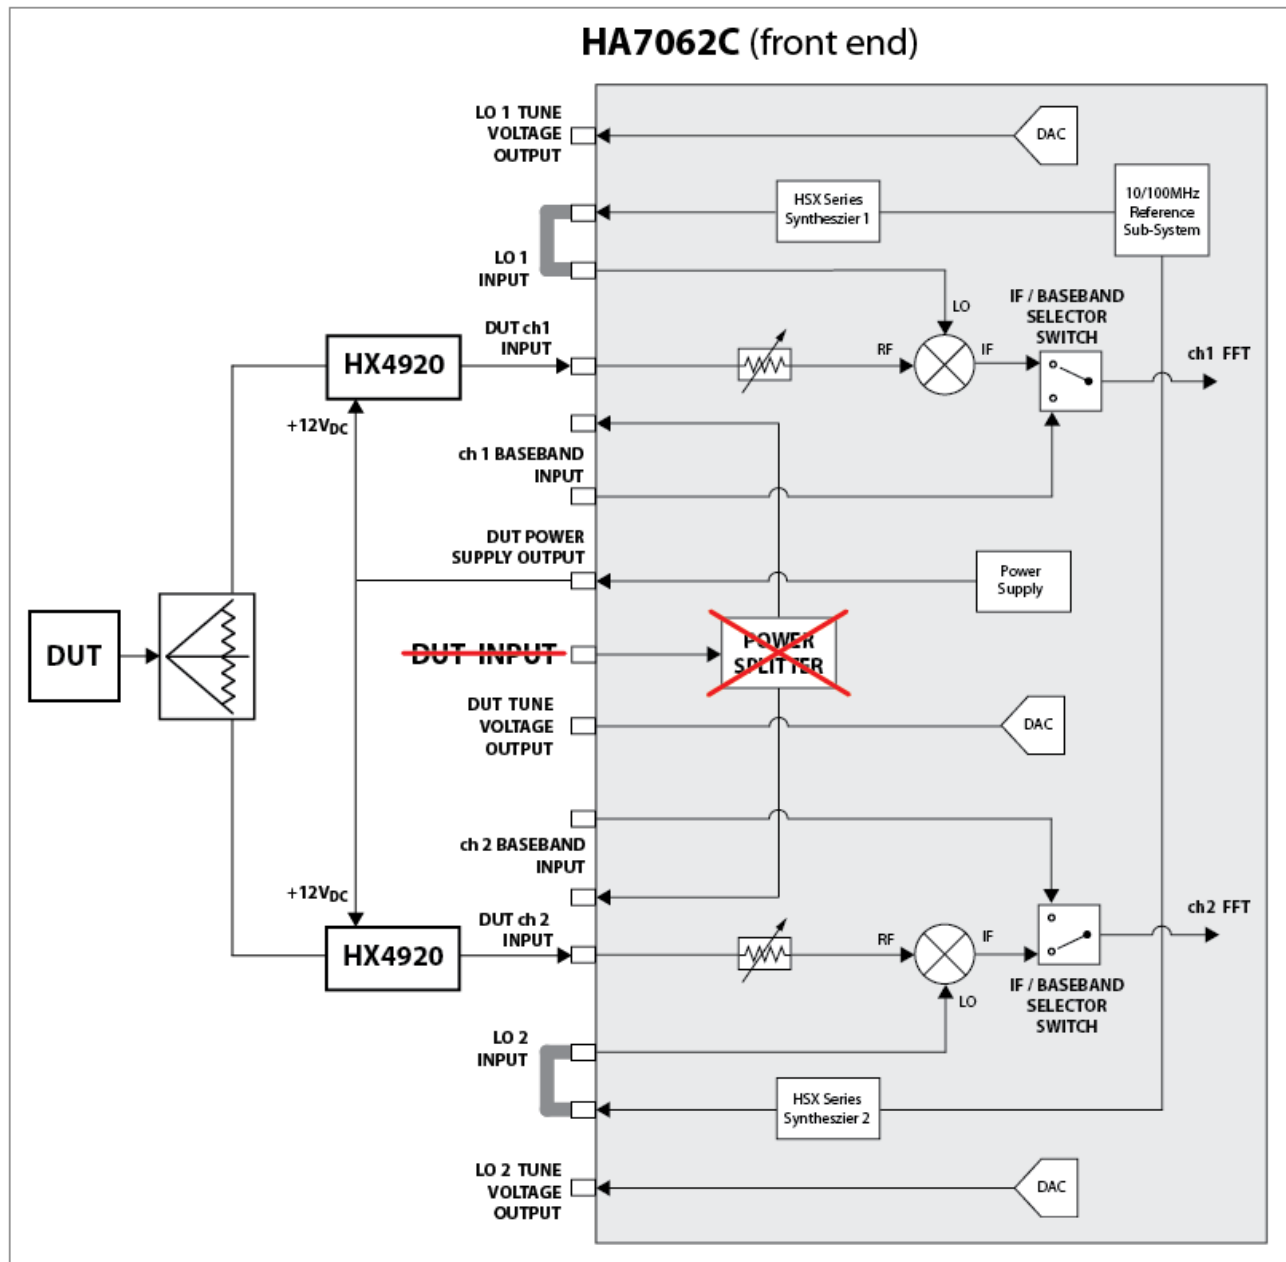 HA7062C (front end)
LO 1 TUNE
VOLTAGE
OUTPUT
DAC
HSX Series
Syntheszier 1
10/100MHz
Reference
Sub-System
LO 1
INPUT
LO
IF / BASEBAND
SELECTOR
SWITCH
DUT ch1
INPUT
HX4920
RF
IF
ch1 FFT
+12VDC
ch 1 BASEBAND
INPUT
DUT POWER
SUPPLY OUTPUT
Power
Supply
DUT
DUT INPUT
POWER
SPLITTER
DUT TUNE
VOLTAGE
OUTPUT
DAC
ch 2 BASEBAND
INPUT
+12VDC
DUT ch 2
INPUT
HX4920
RF
IF
ch2 FFT
LO
IF / BASEBAND
SELECTOR
SWITCH
LO 2
INPUT
HSX Series
Syntheszier 2
LO 2 TUNE
VOLTAGE
OUTPUT
DAC